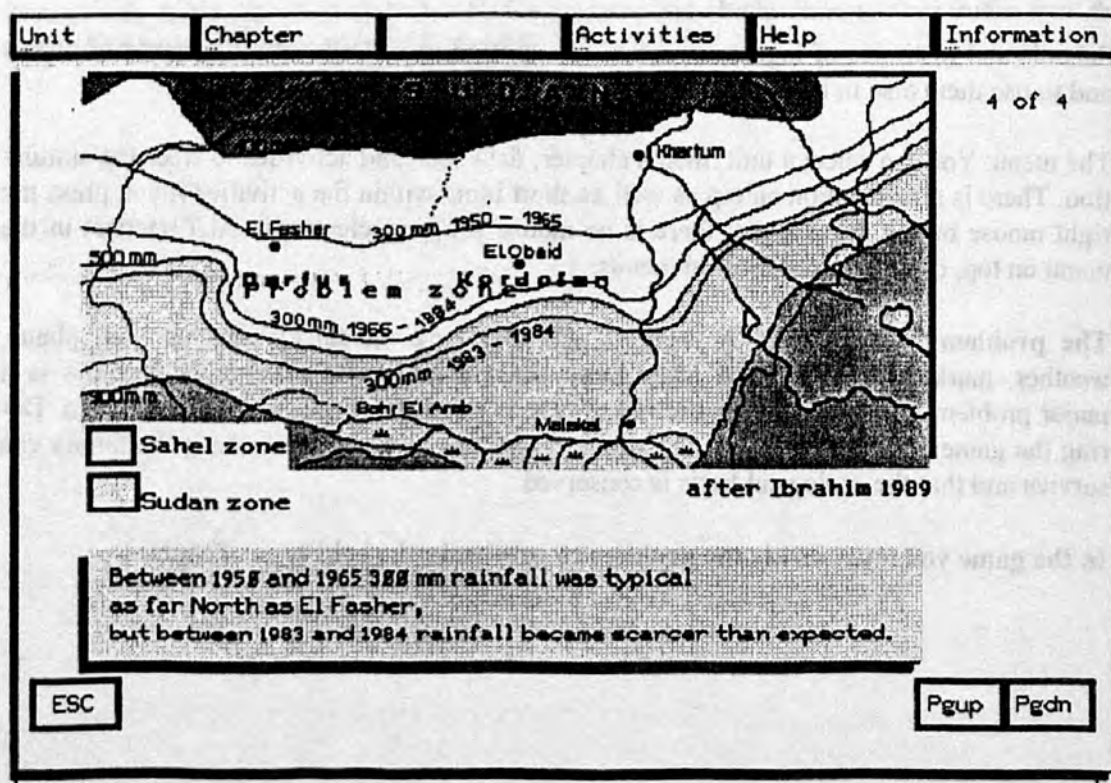 Unit Chapter Activities Help Information
4 of 4
Khartum
300 mm 1950 - 1965
El Fasher
EL Obaid
500 mm
Darfur Kordofan
Problem zone
300 mm 1966 - 1984
300 mm 1983 - 1984
900 mm
Bahr El Arab
Malakal
Sahel zone
Sudan zone
after Ibrahim 1989
Between 1950 and 1965 300 mm rainfall was typical
as far North as El Fasher,
but between 1983 and 1984 rainfall became scarcer than expected.
ESC Pgup Pgdn